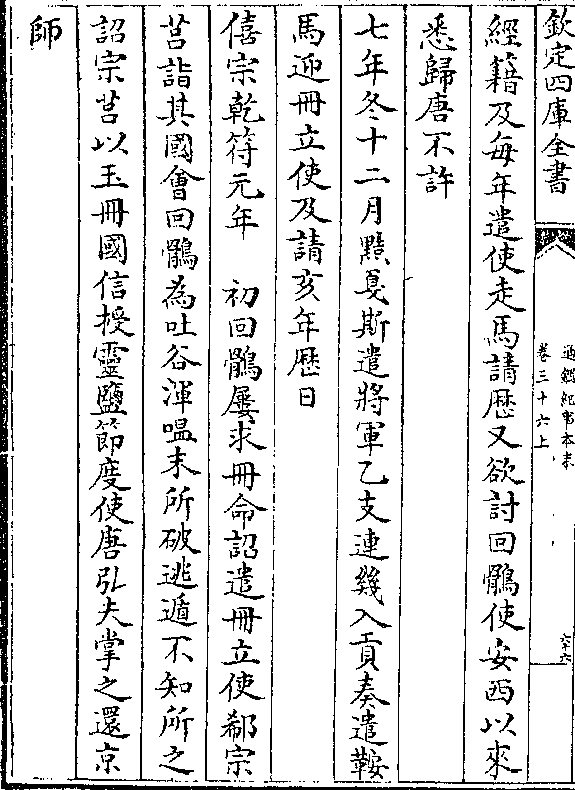 欽定四庫全書
通鑑紀事本末
卷三十六上
六十六
經籍及每年遣使走馬請歷又欲討回鶻使安西以來
悉歸唐不許
七年冬十二月黠戛斯遣將軍乙支連幾入貢奏遣鞍
馬迎冊立使及請亥年歷日
僖宗乾符元年　初回鶻屢求冊命詔遣冊立使郗宗
莒詣其國會回鶻為吐谷渾嗢末所破逃遁不知所之
詔宗莒以玉冊國信授靈鹽節度使唐弘夫掌之還京
師